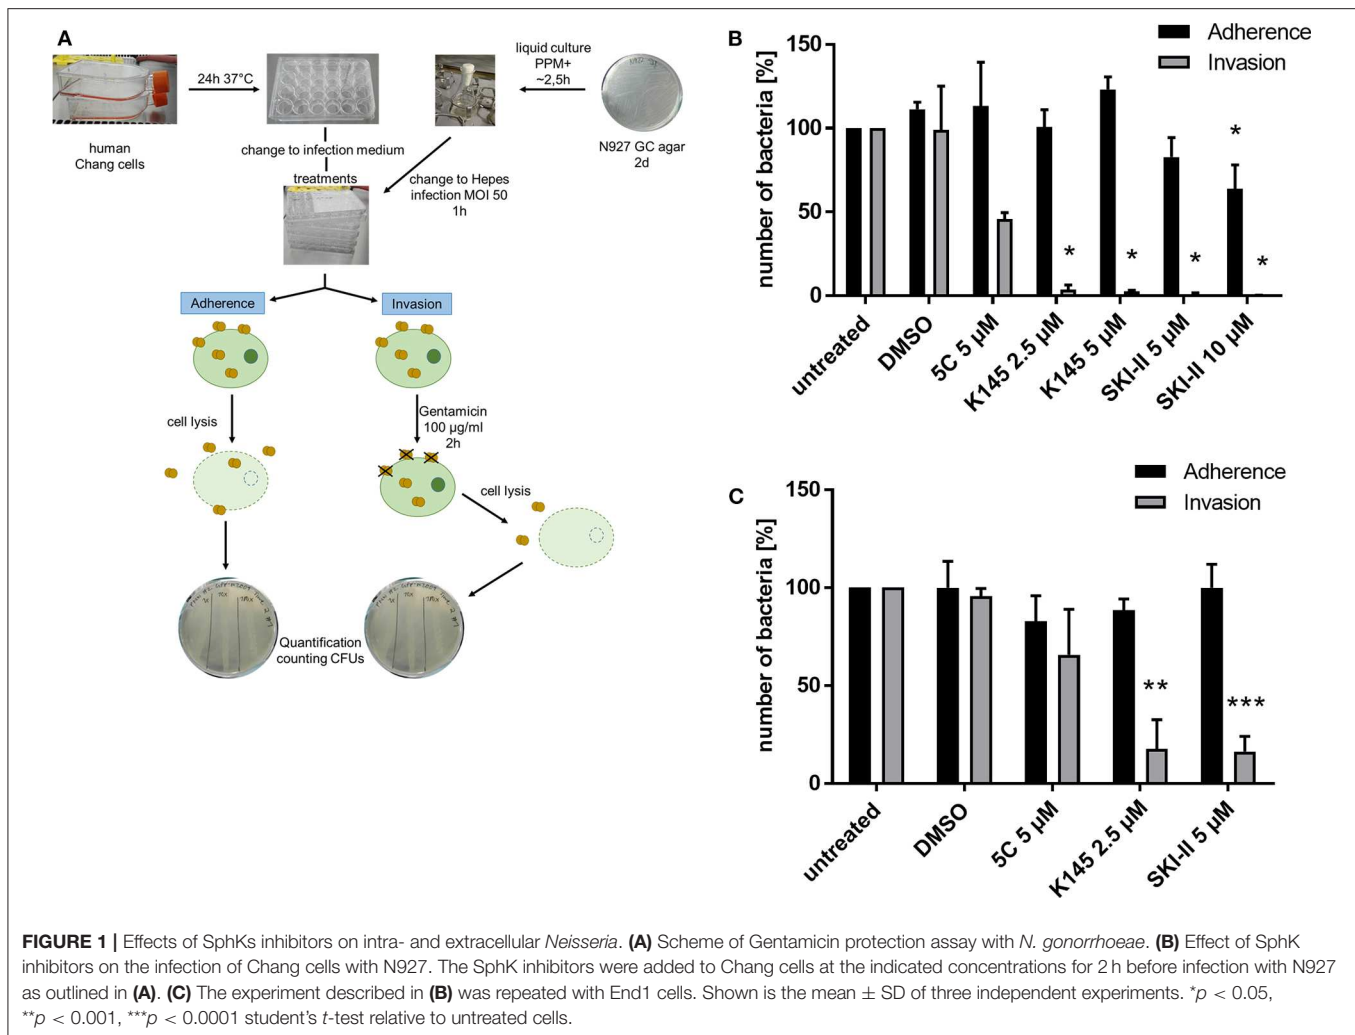 A
human
Chang cells
24h 37°C
liquid culture
PPM+
~2,5h
N927 GC agar
2d
change to infection medium
treatments
change to Hepes
infection MOI 50
1h
Adherence
Invasion
cell lysis
Gentamicin
100 µg/ml
2h
cell lysis
Quantification
counting CFUs
B
Adherence
Invasion
number of bacteria [%]
150
100
50
0
*
*
*
*
*
untreated
DMSO
5C 5 µM
K145 2.5 µM
K145 5 µM
SKI-II 5 µM
SKI-II 10 µM
C
Adherence
Invasion
number of bacteria [%]
150
100
50
0
**
***
untreated
DMSO
5C 5 µM
K145 2.5 µM
SKI-II 5 µM
FIGURE 1 | Effects of SphKs inhibitors on intra- and extracellular Neisseria. (A) Scheme of Gentamicin protection assay with N. gonorrhoeae. (B) Effect of SphK
inhibitors on the infection of Chang cells with N927. The SphK inhibitors were added to Chang cells at the indicated concentrations for 2 h before infection with N927
as outlined in (A). (C) The experiment described in (B) was repeated with End1 cells. Shown is the mean ± SD of three independent experiments. *p < 0.05,
**p < 0.001, ***p < 0.0001 student's t-test relative to untreated cells.